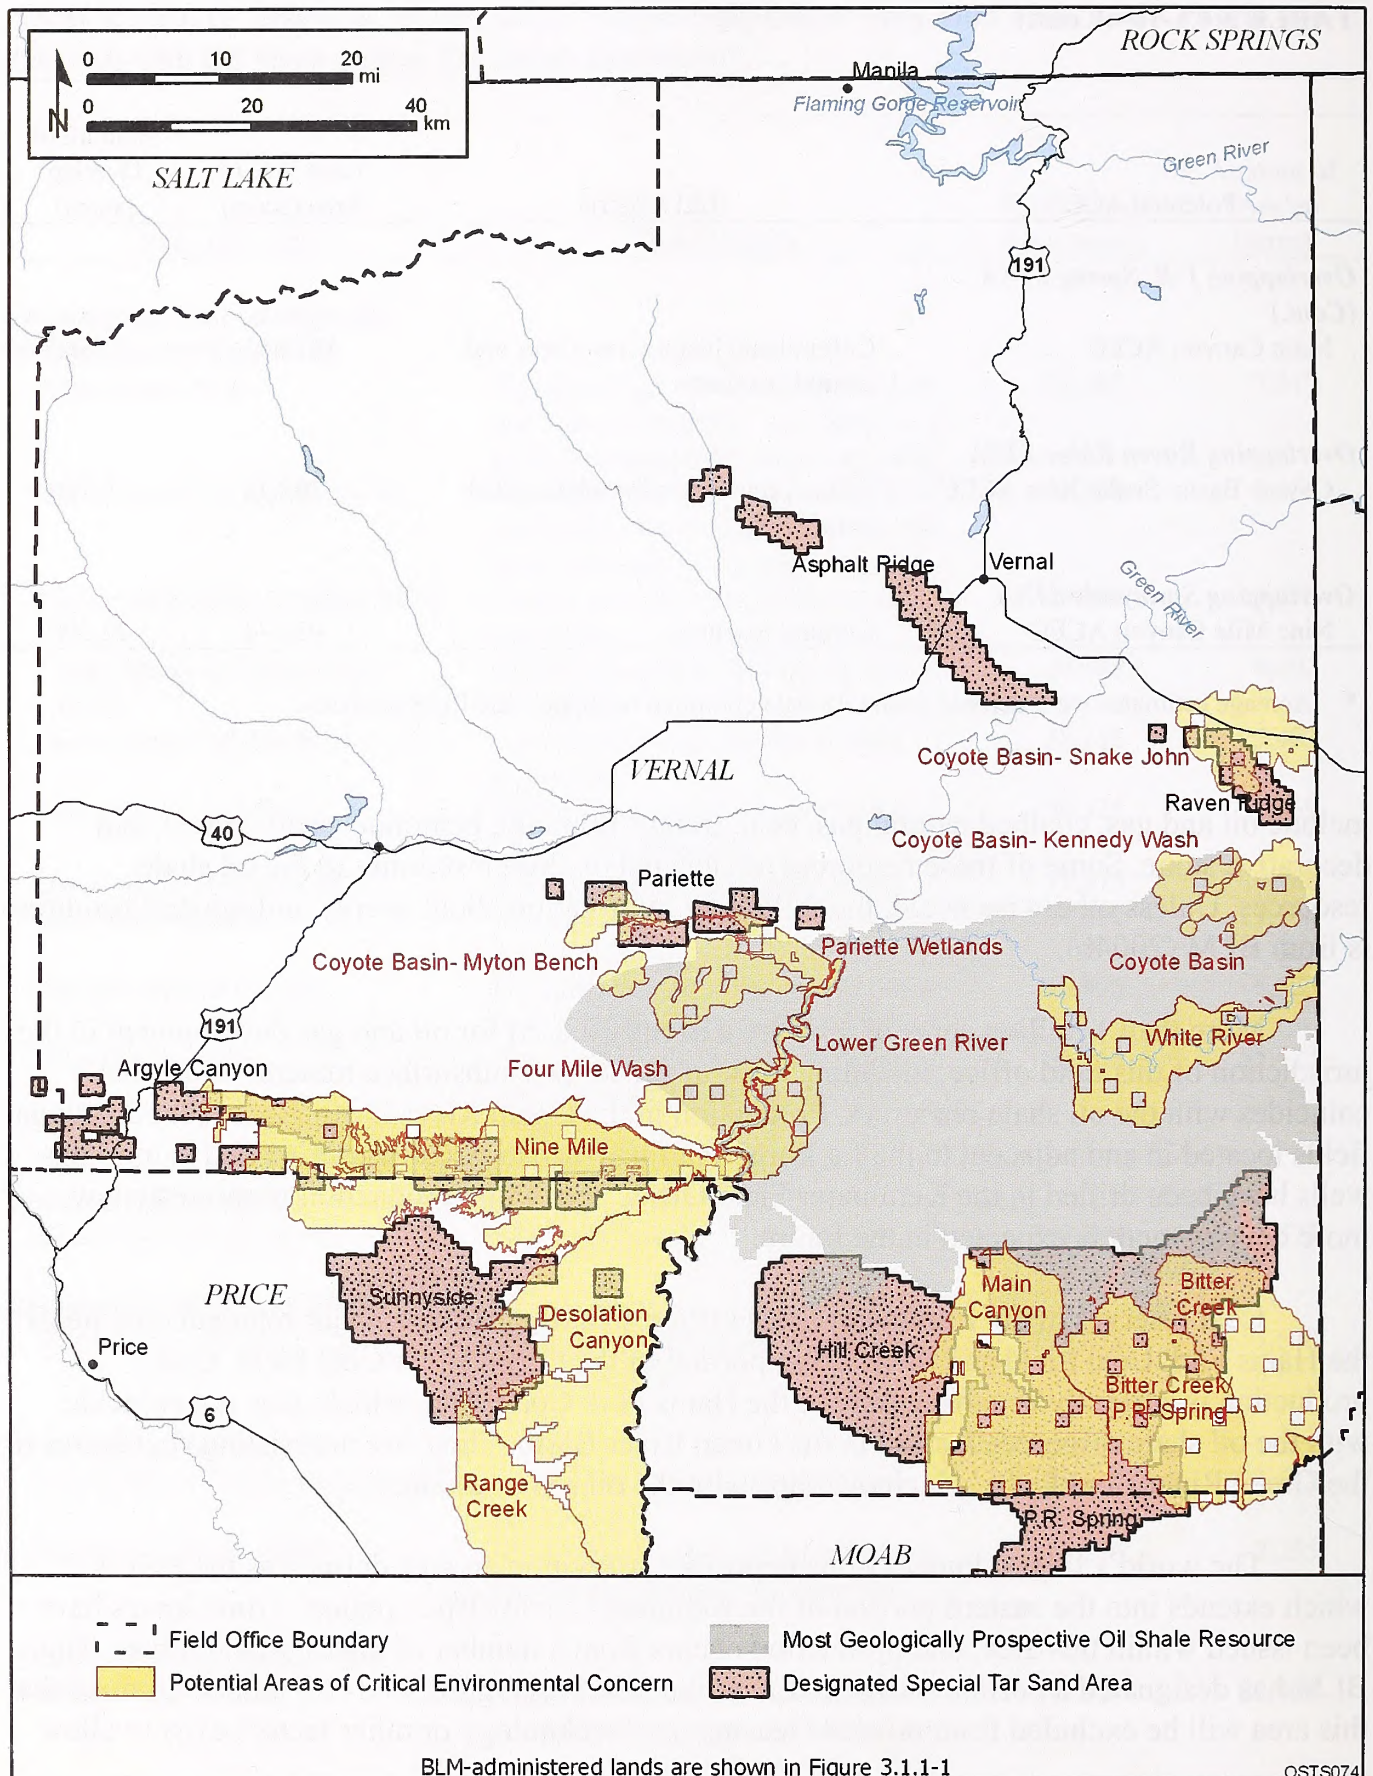 ROCK SPRINGS
0 10 20
mi
0 20 40
km
N
Manila
Flaming Gorge Reservoir
Green River
SALT LAKE
191
Asphalt Ridge
Vernal
Green River
VERNAL
Coyote Basin- Snake John
Raven Ridge
40
Coyote Basin- Kennedy Wash
Pariette
Pariette Wetlands
Coyote Basin- Myton Bench
Coyote Basin
191
Lower Green River
White River
Four Mile Wash
Argyle Canyon
Nine Mile
PRICE
Sunnyside
Desolation
Canyon
Main
Canyon
Bitter
Creek
Hill Creek
Price
Bitter Creek/
P.R. Spring
6
Range
Creek
P.R. Spring
MOAB
Field Office Boundary
Most Geologically Prospective Oil Shale Resource
Potential Areas of Critical Environmental Concern
Designated Special Tar Sand Area
BLM-administered lands are shown in Figure 3.1.1-1
OSTS074